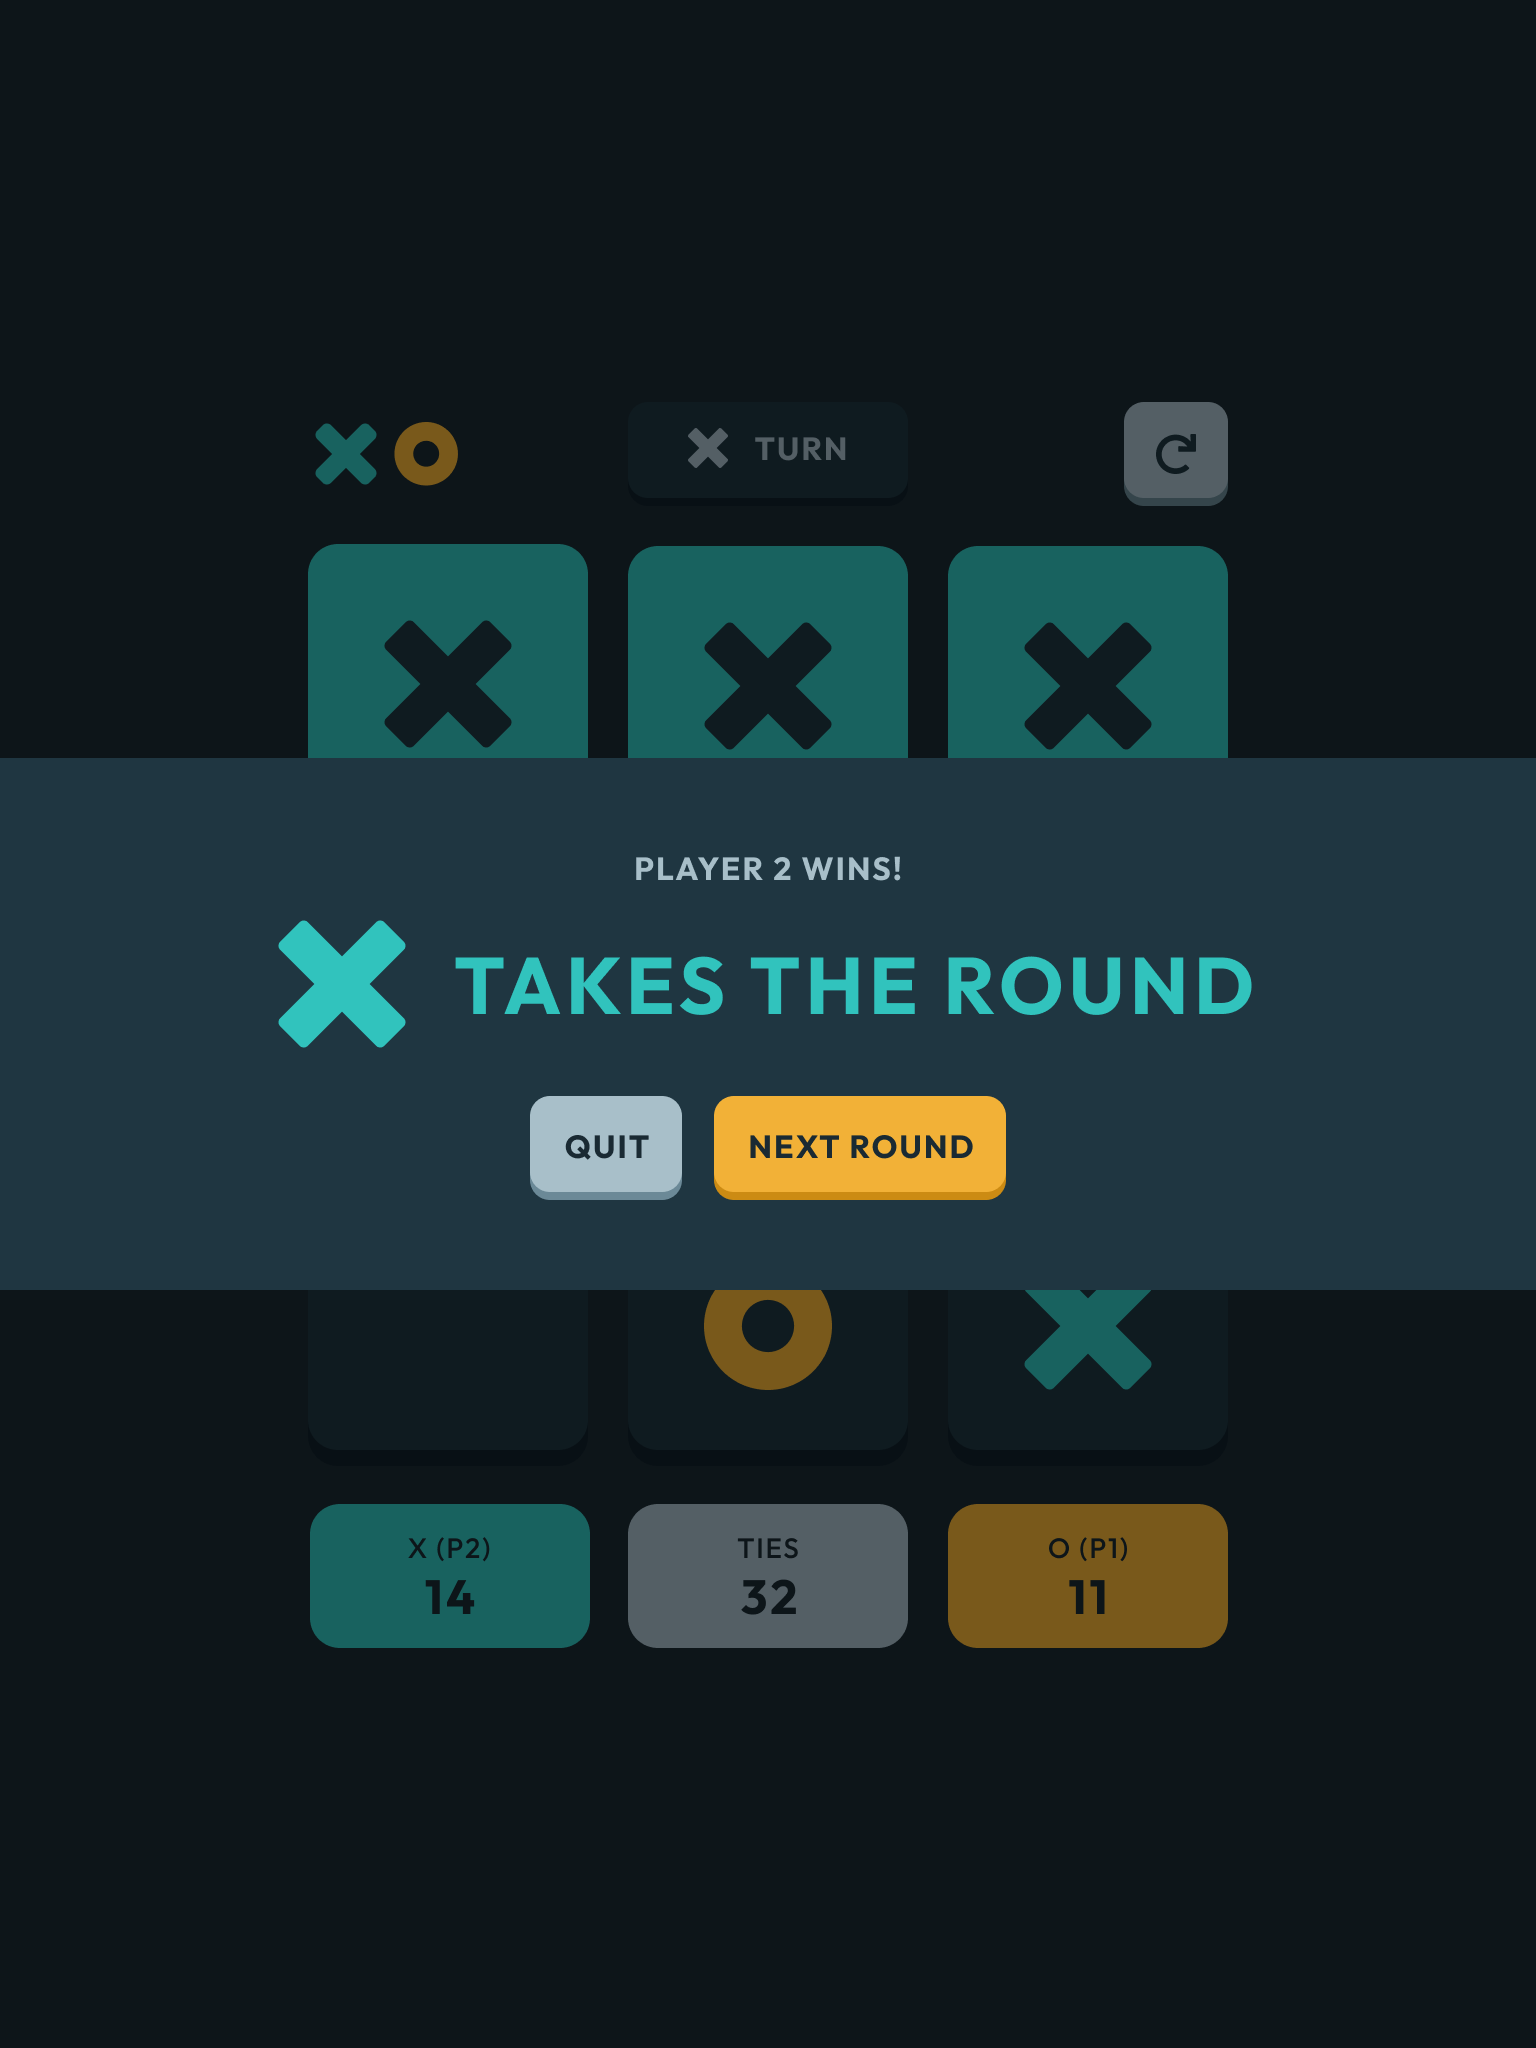 TURN
PLAYER 2 WINS!
TAKES THE ROUND
QUIT
NEXT ROUND
X (P2)
14
TIES
32
O (P1)
11